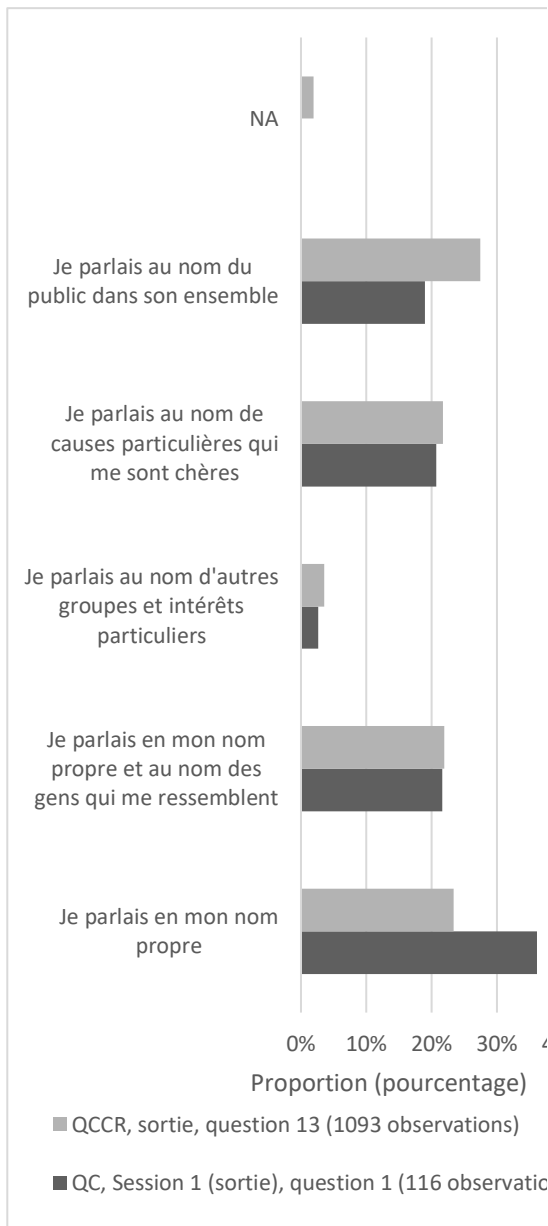 NA
Je parlais au nom du
public dans son ensemble
Je parlais au nom de
causes particulières qui
me sont chères
Je parlais au nom d'autres
groupes et intérêts
particuliers
Je parlais en mon nom
propre et au nom des
gens qui me ressemblent
Je parlais en mon nom
propre
0% 10% 20% 30% 4
Proportion (pourcentage)
QCCR, sortie, question 13 (1093 observations)
QC, Session 1 (sortie), question 1 (116 observatio